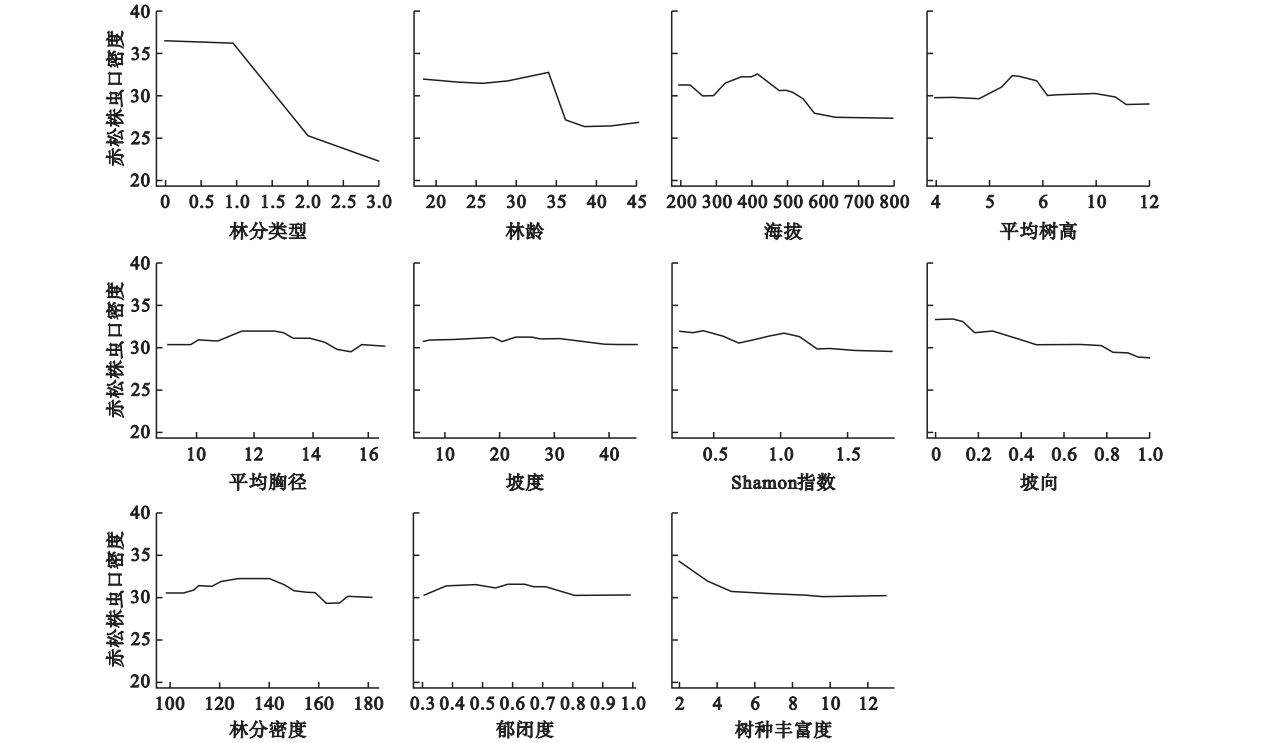 赤松株虫口密度
40
35
30
25
20
0 0.5 1.0 1.5 2.0 2.5 3.0
林分类型
20 25 30 35 40 45
林龄
200 300 400 500 600 700 800
海拔
4 5 6 10 12
平均树高
赤松株虫口密度
40
35
30
25
20
10 12 14 16
平均胸径
10 20 30 40
坡度
0.5 1.0 1.5
Shamon指数
0 0.2 0.4 0.6 0.8 1.0
坡向
赤松株虫口密度
40
35
30
25
20
100 120 140 160 180
林分密度
0.3 0.4 0.5 0.6 0.7 0.8 0.9 1.0
郁闭度
2 4 6 8 10 12
树种丰富度